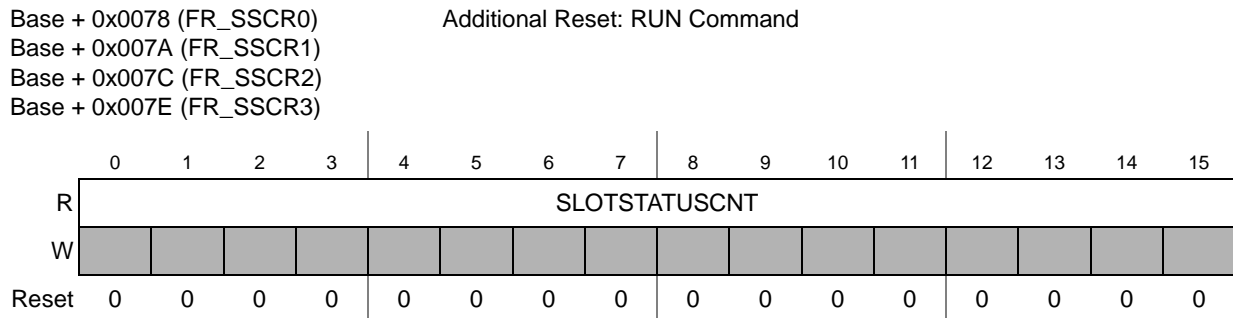 Base + 0x0078 (FR_SSCR0) Additional Reset: RUN Command
Base + 0x007A (FR_SSCR1)
Base + 0x007C (FR_SSCR2)
Base + 0x007E (FR_SSCR3)
0 1 2 3 4 5 6 7 8 9 10 11 12 13 14 15
R SLOTSTATUSCNT
W
Reset 0 0 0 0 0 0 0 0 0 0 0 0 0 0 0 0